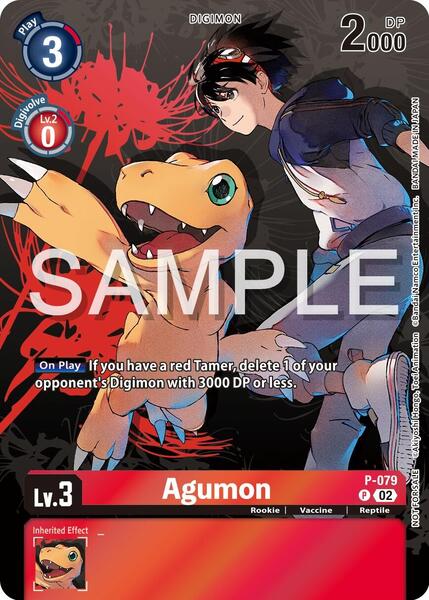 DIGIMON
Play
3
DP
2000
Digivolve
Lv.2
0
SAMPLE
On Play If you have a red Tamer, delete 1 of your
opponent's Digimon with 3000 DP or less.
NOT FOR SALE ©Akiyoshi Hongo, Toei Animation ©Bandai Namco Entertainment Inc. BANDAI MADE IN JAPAN
P-079
Lv.3
Agumon
P 02
Rookie | Vaccine | Reptile
Inherited Effect
–